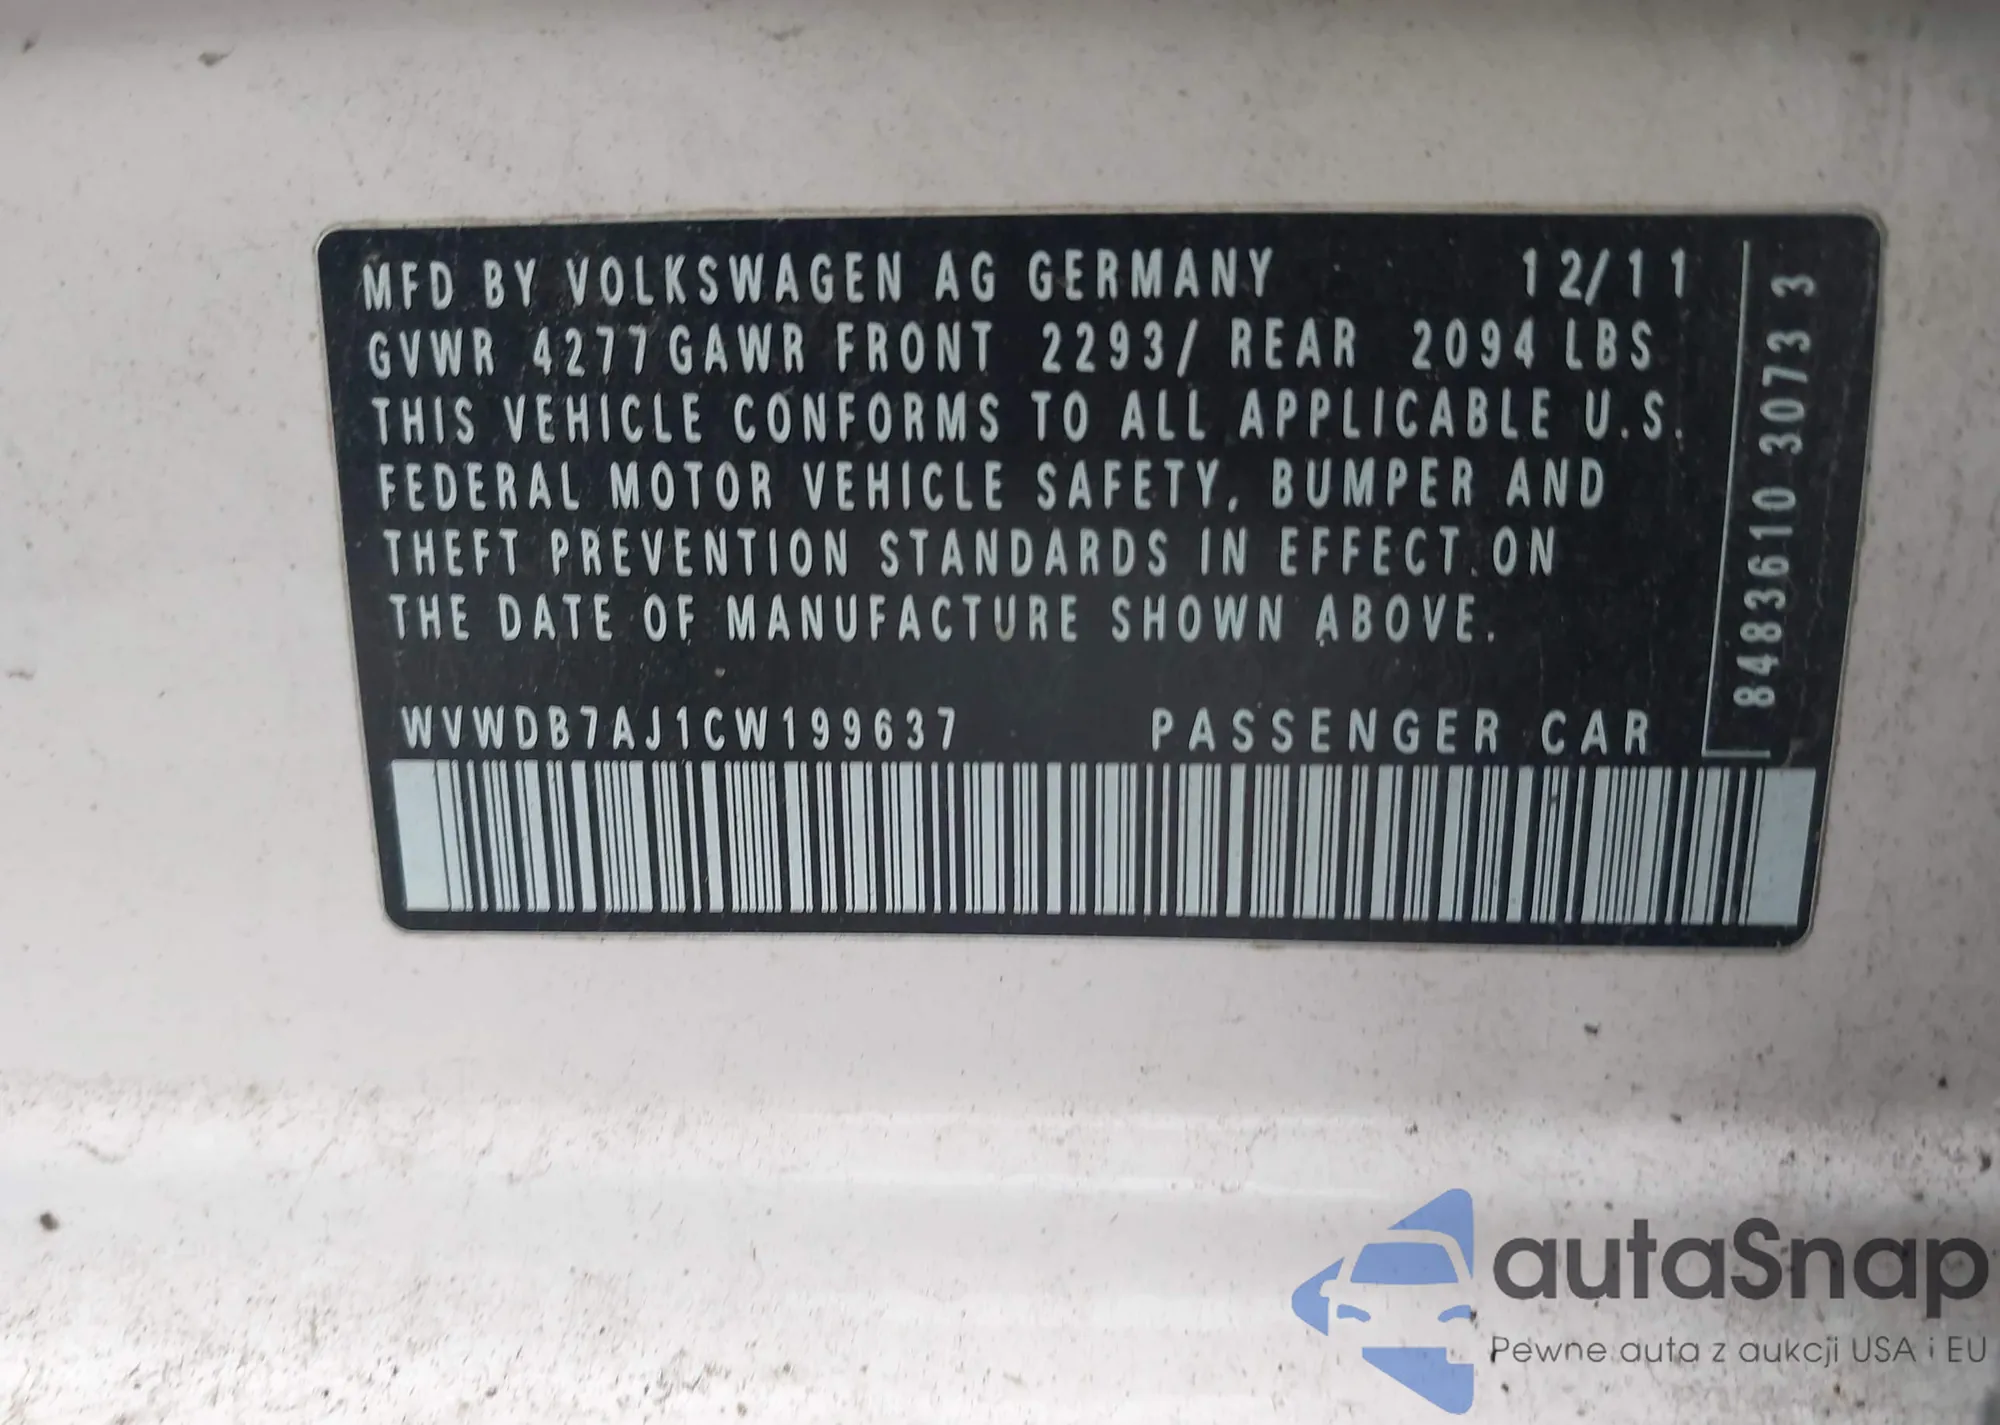 MFD BY VOLKSWAGEN AG GERMANY 12/11
GVWR 4277 GAWR FRONT 2293/ REAR 2094 LBS
THIS VEHICLE CONFORMS TO ALL APPLICABLE U.S.
FEDERAL MOTOR VEHICLE SAFETY, BUMPER AND
THEFT PREVENTION STANDARDS IN EFFECT ON
THE DATE OF MANUFACTURE SHOWN ABOVE.
WVWDB7AJ1CW199637 PASSENGER CAR
8483610 3073 3
autaSnap
Pewne auta z aukcji USA i EU